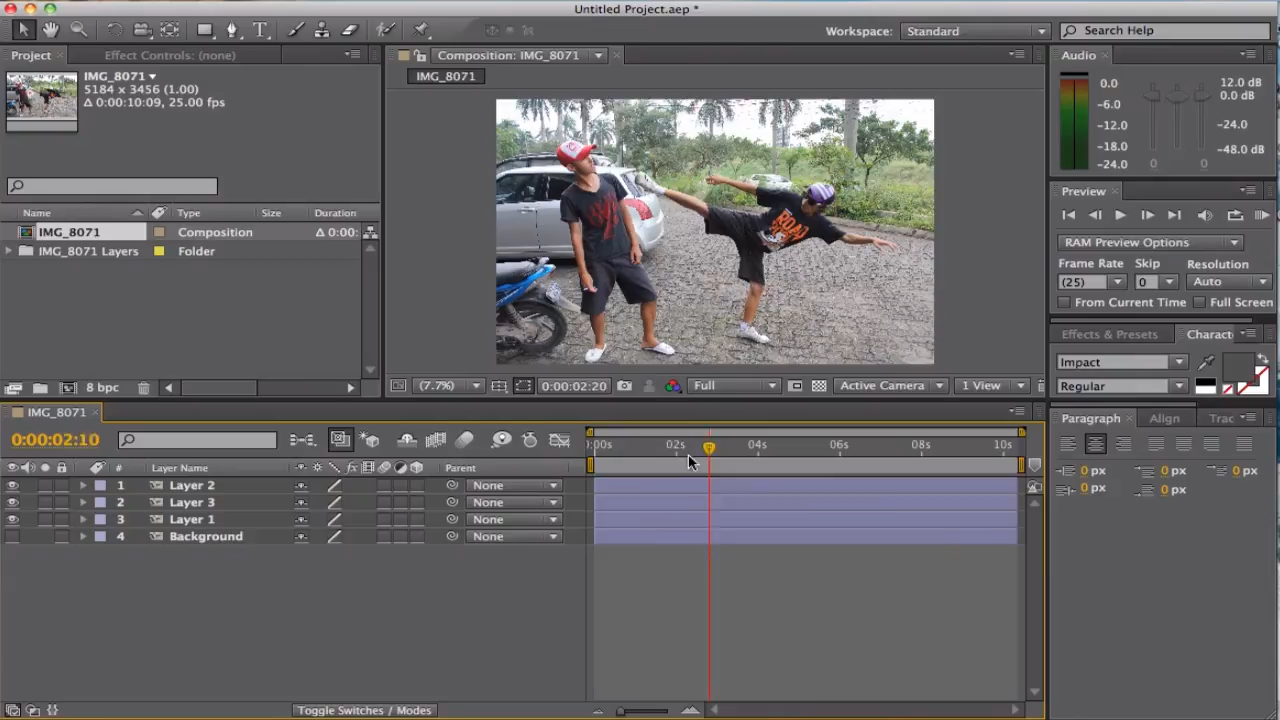 Untitled Project.aep *
Workspace: Standard Search Help
Project Effect Controls: (none)
IMG_8071
5184 x 3456 (1.00)
Δ 0:00:10:09, 25.00 fps
Name Type Size Duration
IMG_8071 Composition Δ 0:00:
IMG_8071 Layers Folder
8 bpc
Composition: IMG_8071
IMG_8071
ROAD
(7.7%) 0:00:02:20 Full Active Camera 1 View
Audio
0.0 12.0 dB
0.0 dB
-6.0
-12.0 -24.0
-18.0
-24.0 0 0 -48.0 dB
Preview
RAM Preview Options
Frame Rate Skip Resolution
(25) 0 Auto
From Current Time Full Screen
Effects & Presets Charact
Impact
Regular
Paragraph Align Trac
0 px 0 px 0 px
0 px 0 px
IMG_8071
0:00:02:10
):00s 02s 04s 06s 08s 10s
# Layer Name fx Parent
1 Layer 2 None
2 Layer 3 None
3 Layer 1 None
4 Background None
Toggle Switches / Modes